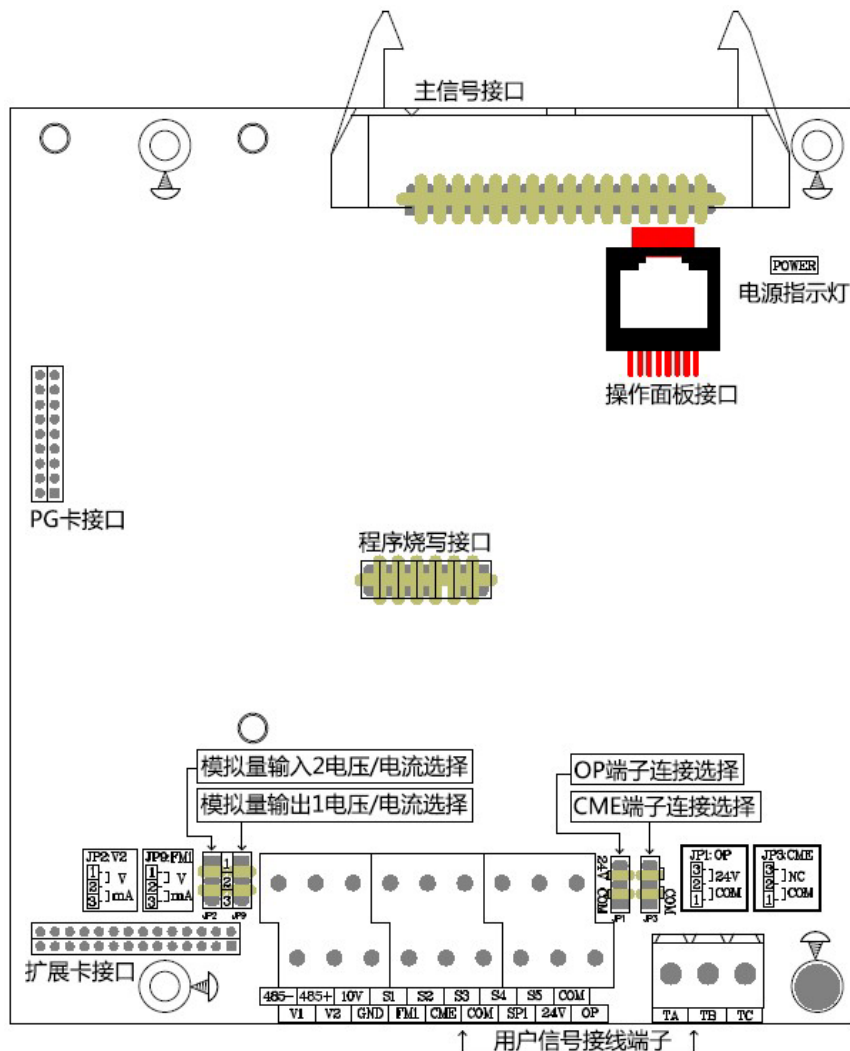 主信号接口
POWER
电源指示灯
操作面板接口
PG卡接口
程序烧写接口
模拟量输入2电压/电流选择
OP端子连接选择
模拟量输出1电压/电流选择
CME端子连接选择
JP2:V2
1
2
3
V
mA
JP9:FM1
1
2
3
V
mA
1
2
3
JP2
JP9
24V
COM
JP1
COM
JP3
JP1:OP
3
2
1
24V
COM
JP3:CME
3
2
1
NC
COM
扩展卡接口
485- 485+ 10V S1 S2 S3 S4 S5 COM
V1 V2 GND FM1 CME COM SP1 24V OP
TA TB TC
用户信号接线端子